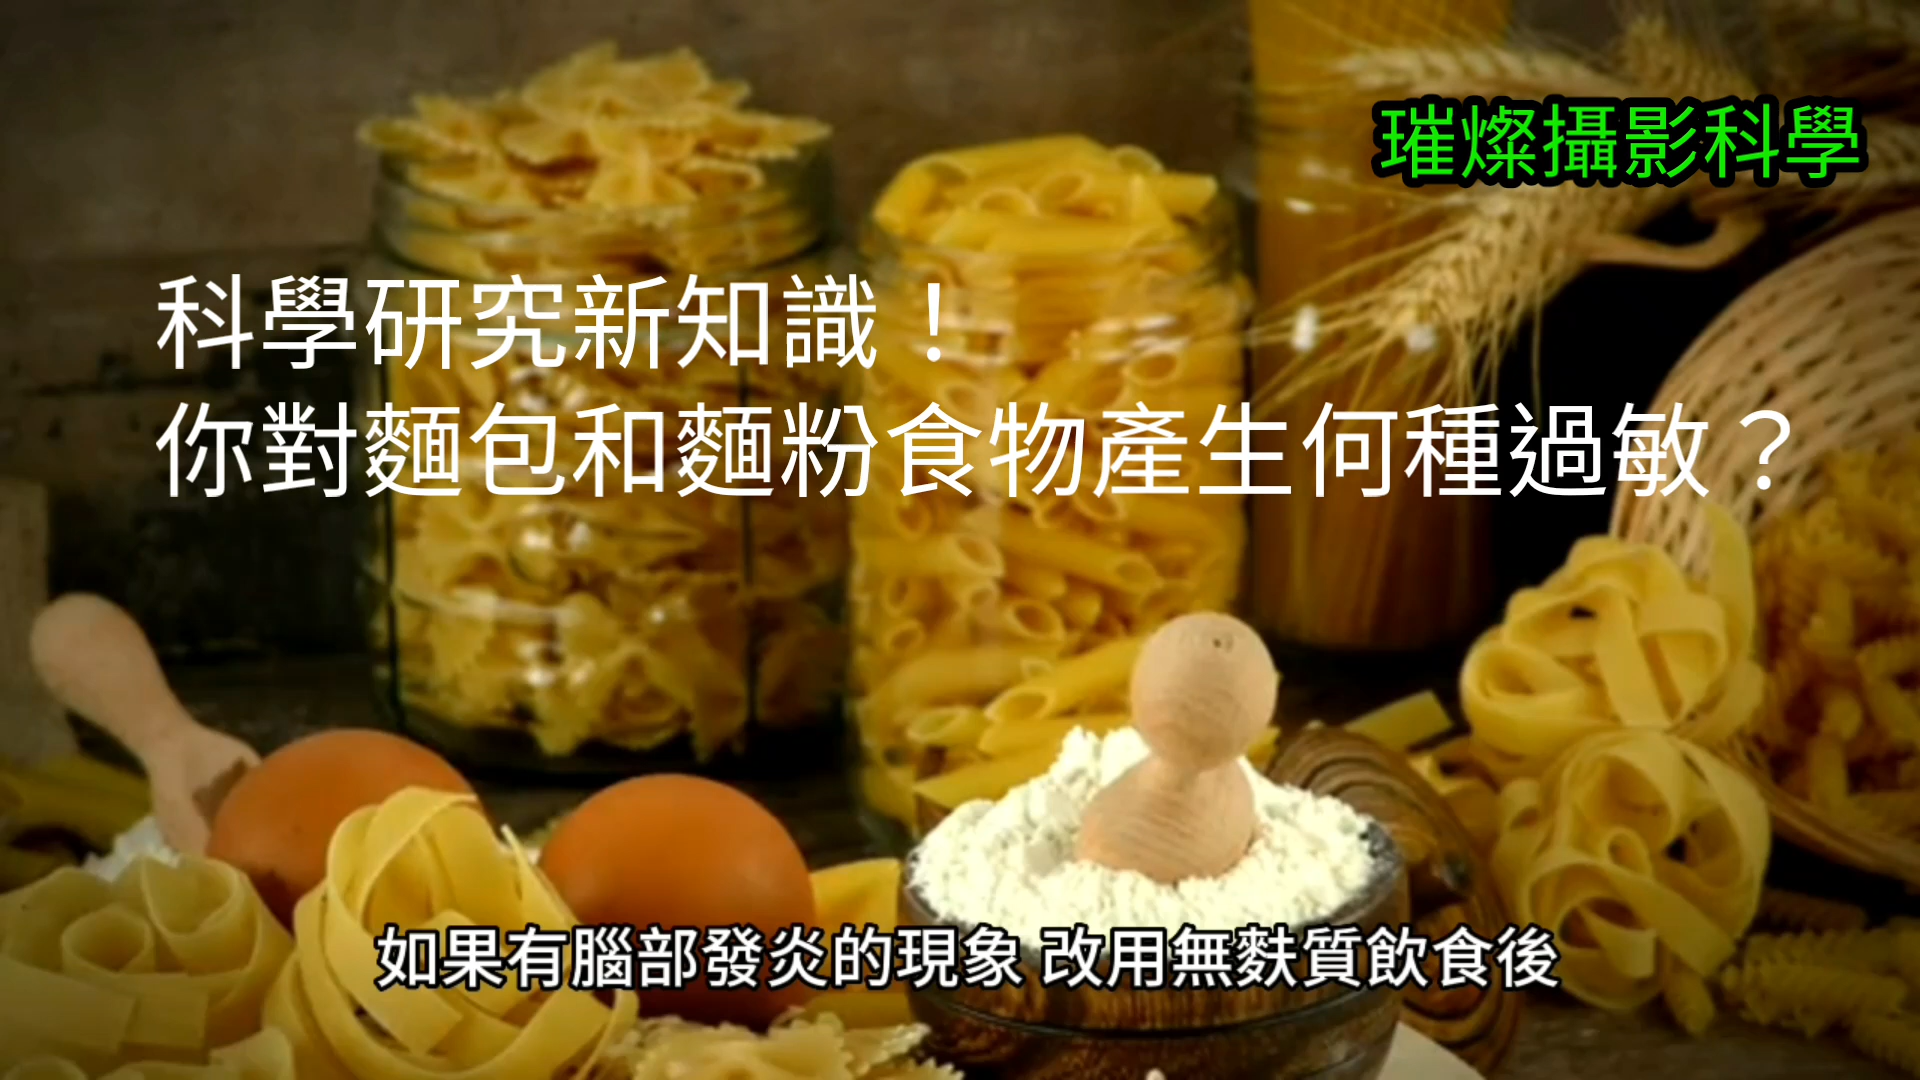 璀燦攝影科學
科學研究新知識！
你對麵包和麵粉食物產生何種過敏？
如果有腦部發炎的現象 改用無麩質飲食後